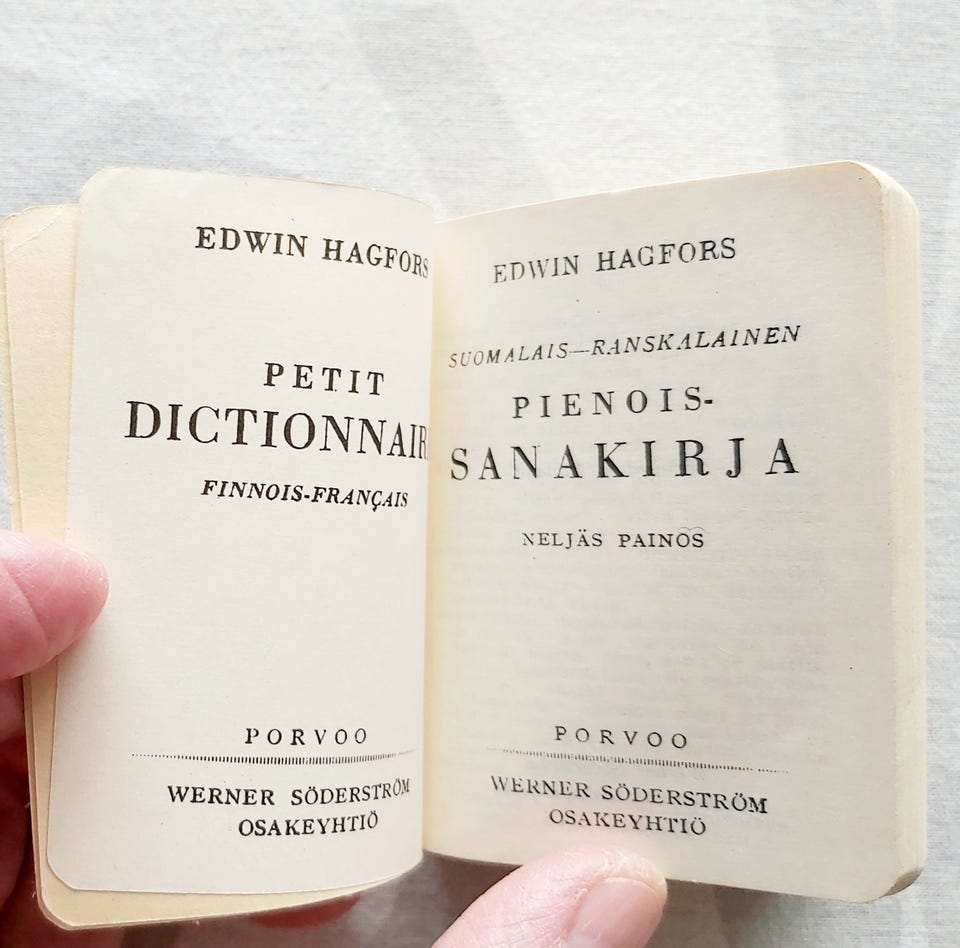 EDWIN HAGFORS
PETIT
DICTIONNAIR
FINNOIS-FRANÇAIS
PORVOO
WERNER SÖDERSTRÖM
OSAKEYHTIÖ
EDWIN HAGFORS
SUOMALAIS—RANSKALAINEN
PIENOIS-
SANAKIRJA
NELJÄS PAINOS
PORVOO
WERNER SÖDERSTRÖM
OSAKEYHTIÖ